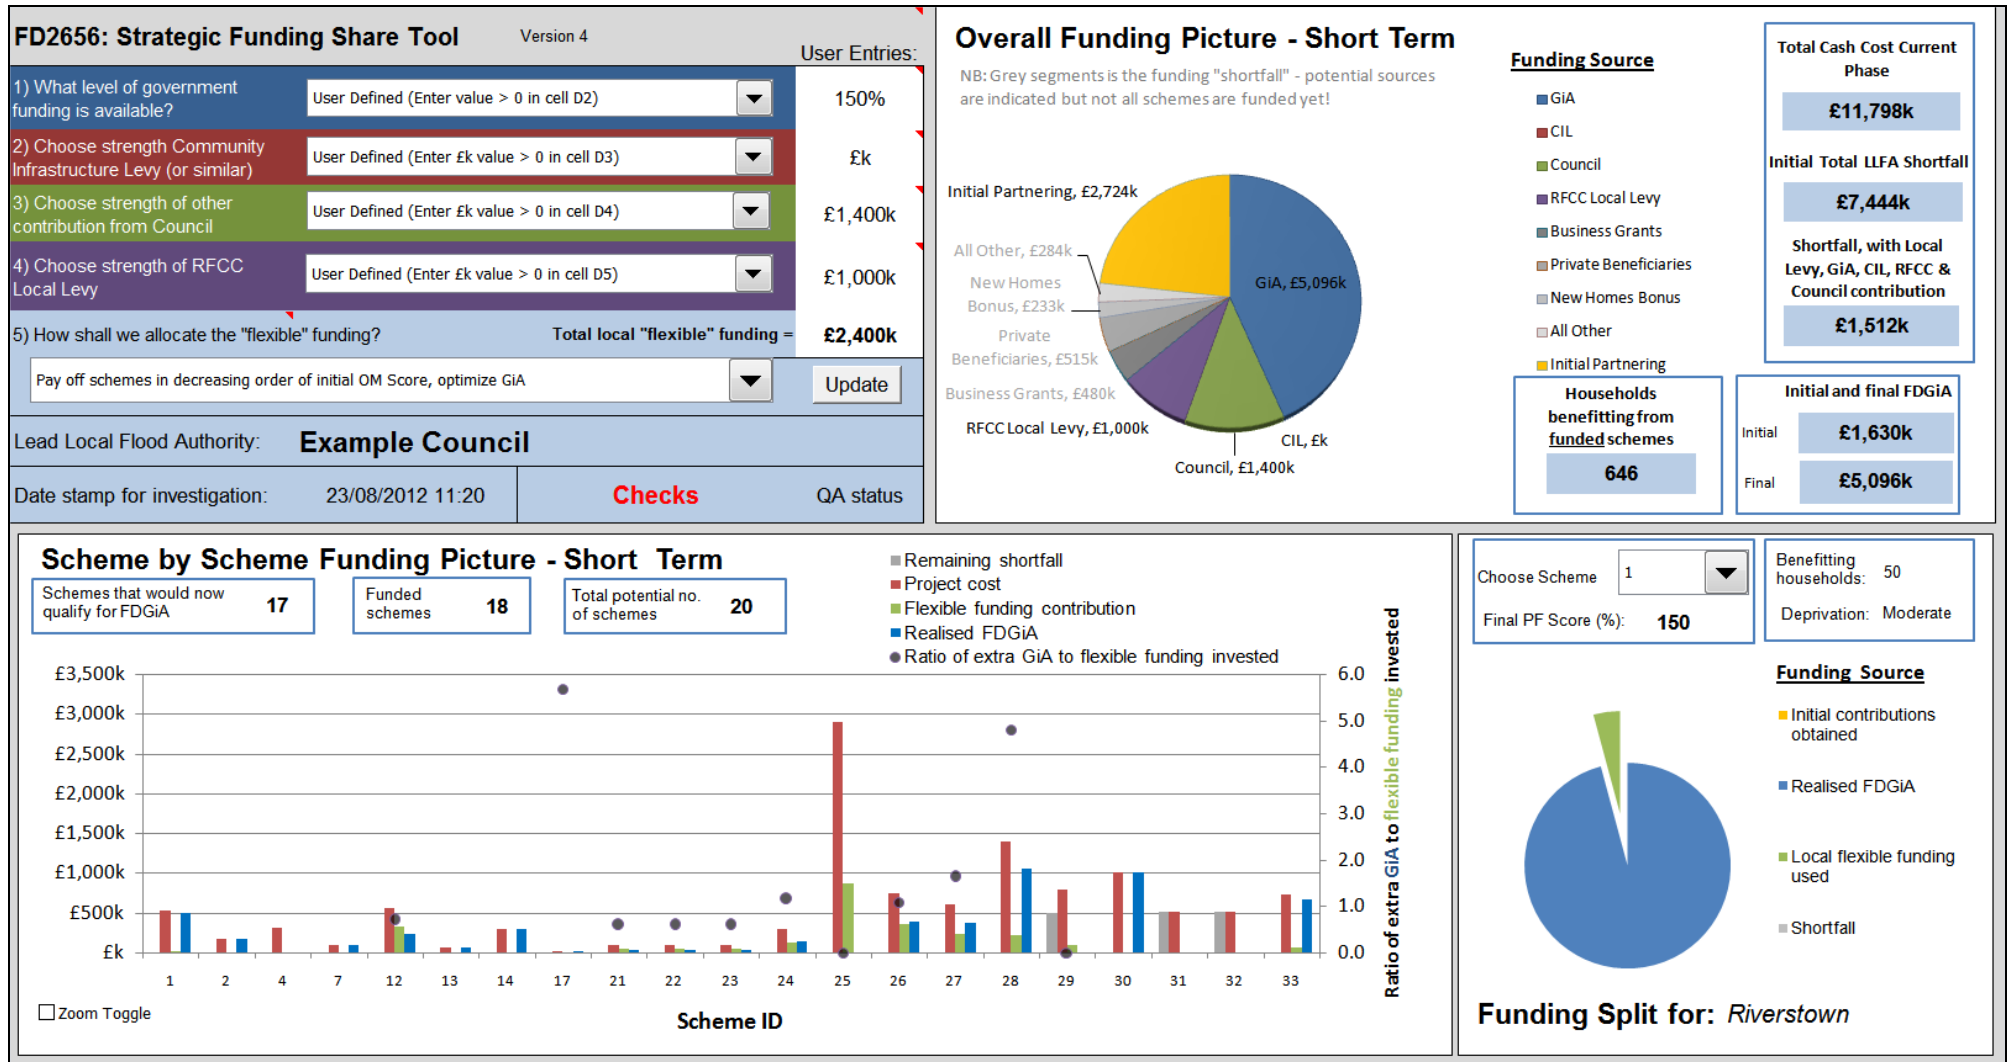 FD2656: Strategic Funding Share Tool
Version 4
User Entries:
1) What level of government
funding is available?
User Defined (Enter value > 0 in cell D2)
150%
2) Choose strength Community
Infrastructure Levy (or similar)
User Defined (Enter £k value > 0 in cell D3)
£k
3) Choose strength of other
contribution from Council
User Defined (Enter £k value > 0 in cell D4)
£1,400k
4) Choose strength of RFCC
Local Levy
User Defined (Enter £k value > 0 in cell D5)
£1,000k
5) How shall we allocate the "flexible" funding?
Total local "flexible" funding =
£2,400k
Pay off schemes in decreasing order of initial OM Score, optimize GiA
Update
Lead Local Flood Authority:
Example Council
Date stamp for investigation:
23/08/2012 11:20
Checks
QA status
Overall Funding Picture - Short Term
NB: Grey segments is the funding "shortfall" - potential sources
are indicated but not all schemes are funded yet!
Initial Partnering, £2,724k
All Other, £284k
New Homes
Bonus, £233k
Private
Beneficiaries, £515k
Business Grants, £480k
RFCC Local Levy, £1,000k
Council, £1,400k
CIL, £k
GiA, £5,096k
Funding Source
GiA
CIL
Council
RFCC Local Levy
Business Grants
Private Beneficiaries
New Homes Bonus
All Other
Initial Partnering
Total Cash Cost Current
Phase
£11,798k
Initial Total LLFA Shortfall
£7,444k
Shortfall, with Local
Levy, GiA, CIL, RFCC &
Council contribution
£1,512k
Households
benefitting from
funded schemes
646
Initial and final FDGiA
Initial
£1,630k
Final
£5,096k
Scheme by Scheme Funding Picture - Short Term
Schemes that would now
qualify for FDGiA
17
Funded
schemes
18
Total potential no.
of schemes
20
Remaining shortfall
Project cost
Flexible funding contribution
Realised FDGiA
Ratio of extra GiA to flexible funding invested
£3,500k
£3,000k
£2,500k
£2,000k
£1,500k
£1,000k
£500k
£k
6.0
5.0
4.0
3.0
2.0
1.0
0.0
Ratio of extra GiA to flexible funding invested
1 2 4 7 12 13 14 17 21 22 23 24 25 26 27 28 29 30 31 32 33
Scheme ID
Zoom Toggle
Choose Scheme
1
Final PF Score (%):
150
Benefitting
households:
50
Deprivation:
Moderate
Funding Source
Initial contributions
obtained
Realised FDGiA
Local flexible funding
used
Shortfall
Funding Split for: Riverstown